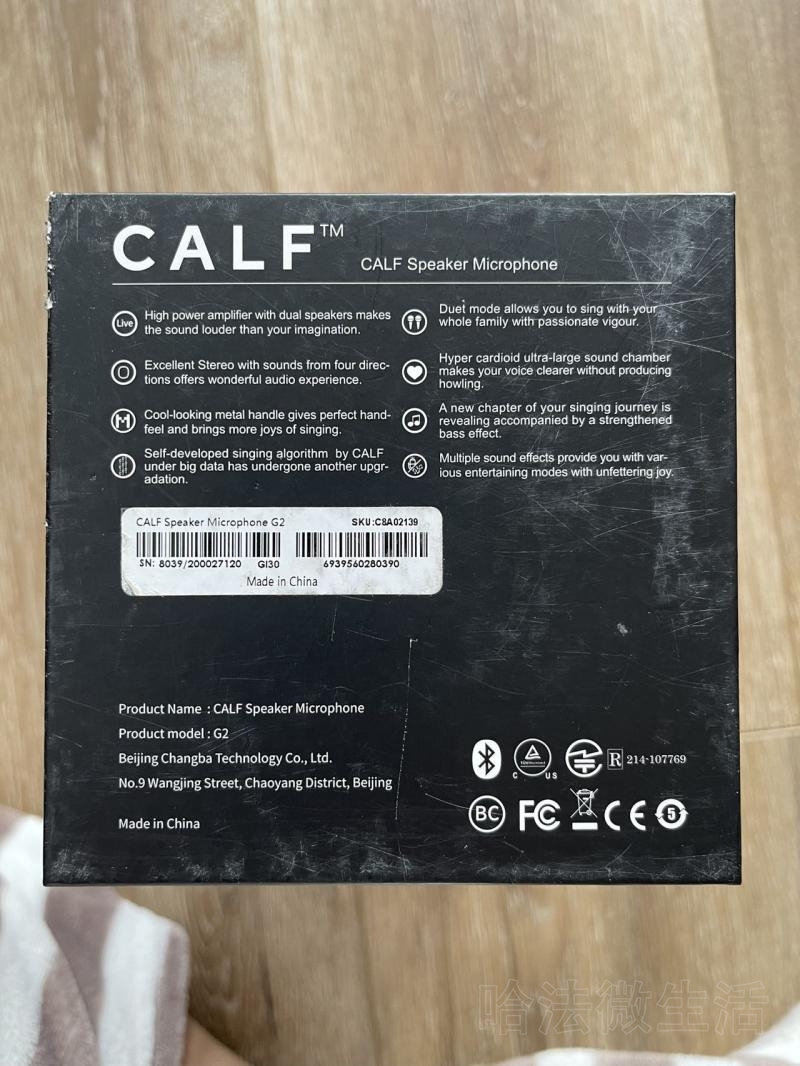 CALF™
CALF Speaker Microphone
Live
High power amplifier with dual speakers makes
the sound louder than your imagination.
Excellent Stereo with sounds from four direc-
tions offers wonderful audio experience.
Cool-looking metal handle gives perfect hand-
feel and brings more joys of singing.
Self-developed singing algorithm by CALF
under big data has undergone another upgr-
adation.
Duet mode allows you to sing with your
whole family with passionate vigour.
Hyper cardioid ultra-large sound chamber
makes your voice clearer without producing
howling.
A new chapter of your singing journey is
revealing accompanied by a strengthened
bass effect.
Multiple sound effects provide you with var-
ious entertaining modes with unfettering joy.
CALF Speaker Microphone G2 SKU:C8A02139
SN: 8039/200027120 GI30 6939560280390
Made in China
Product Name : CALF Speaker Microphone
Product model : G2
Beijing Changba Technology Co., Ltd.
No.9 Wangjing Street, Chaoyang District, Beijing
Made in China
C US
R 214-107769
BC FC CE 5
哈法微生活